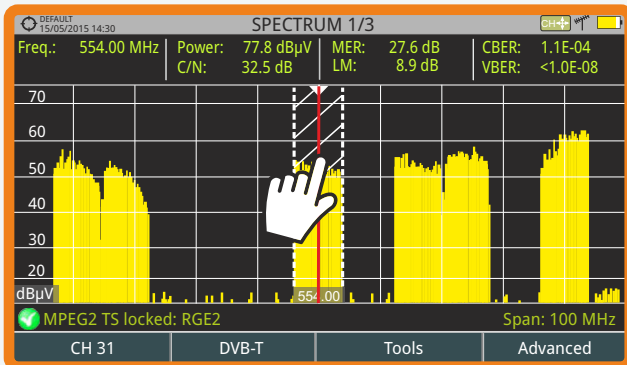 DEFAULT
15/05/2015 14:30
SPECTRUM 1/3
CH
Freq.: 554.00 MHz
Power: 77.8 dBµV
C/N: 32.5 dB
MER: 27.6 dB
LM: 8.9 dB
CBER: 1.1E-04
VBER: <1.0E-08
70
60
50
40
30
20
dBµV
554.00
MPEG2 TS locked: RGE2
Span: 100 MHz
CH 31
DVB-T
Tools
Advanced